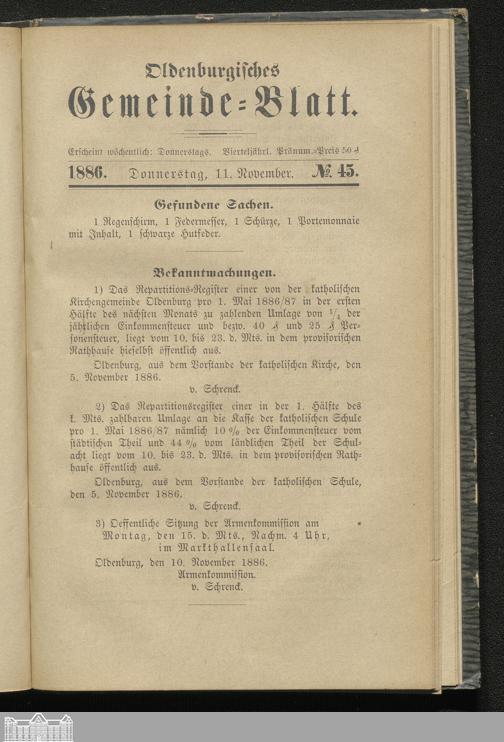 Oldenburgisches
Gemeinde-Blatt.
Erscheint wöchentlich: Donnerstags. Vierteljährl. Pränum.-Preis 50 ₰
1886. Donnerstag, 11. November. № 45.
Gefundene Sachen.
1 Regenschirm, 1 Federmesser, 1 Schürze, 1 Portemonnaie
mit Inhalt, 1 schwarze Hutfeder.
Bekanntmachungen.
1) Das Repartitions-Register einer von der katholischen
Kirchengemeinde Oldenburg pro 1. Mai 1886/87 in der ersten
Hälfte des nächsten Monats zu zahlenden Umlage von 1/4 der
jährlichen Einkommensteuer und bezw. 40 ₰ und 25 ₰ Per-
sonensteuer, liegt vom 10. bis 23. d. Mts. in dem provisorischen
Rathhause hieselbst öffentlich aus.
Oldenburg, aus dem Vorstande der katholischen Kirche, den
5. November 1886.
v. Schrenck.
2) Das Repartitionsregister einer in der 1. Hälfte des
k. Mts. zahlbaren Umlage an die Kasse der katholischen Schule
pro 1. Mai 1886/87 nämlich 10 % der Einkommensteuer vom
städtischen Theil und 44 % vom ländlichen Theil der Schul-
acht liegt vom 10. bis 23. d. Mts. in dem provisorischen Rath-
hause öffentlich aus.
Oldenburg, aus dem Vorstande der katholischen Schule,
den 5. November 1886.
v. Schrenck.
3) Oeffentliche Sitzung der Armenkommission am
Montag, den 15. d. Mts., Nachm. 4 Uhr,
im Markthallensaal.
Oldenburg, den 10. November 1886.
Armenkommission.
v. Schrenck.